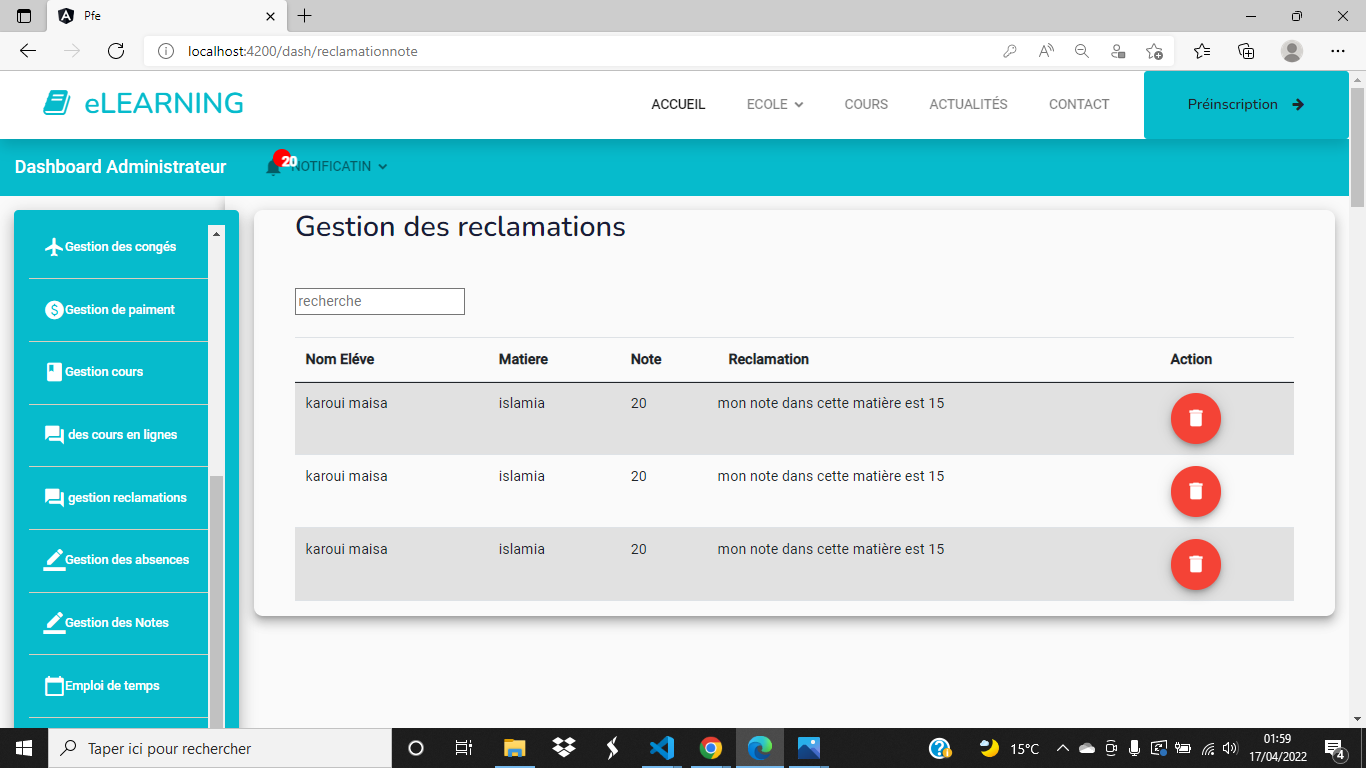 Pfe
localhost:4200/dash/reclamationnote
eLEARNING
ACCUEIL
ECOLE
COURS
ACTUALITÉS
CONTACT
Préinscription
Dashboard Administrateur
20
NOTIFICATIN
Gestion des congés
Gestion de paiment
Gestion cours
des cours en lignes
gestion reclamations
Gestion des absences
Gestion des Notes
Emploi de temps
Gestion des reclamations
recherche
Nom Eléve Matiere Note Reclamation Action
karoui maisa islamia 20 mon note dans cette matière est 15
karoui maisa islamia 20 mon note dans cette matière est 15
karoui maisa islamia 20 mon note dans cette matière est 15
Taper ici pour rechercher
15°C
01:59
17/04/2022
4